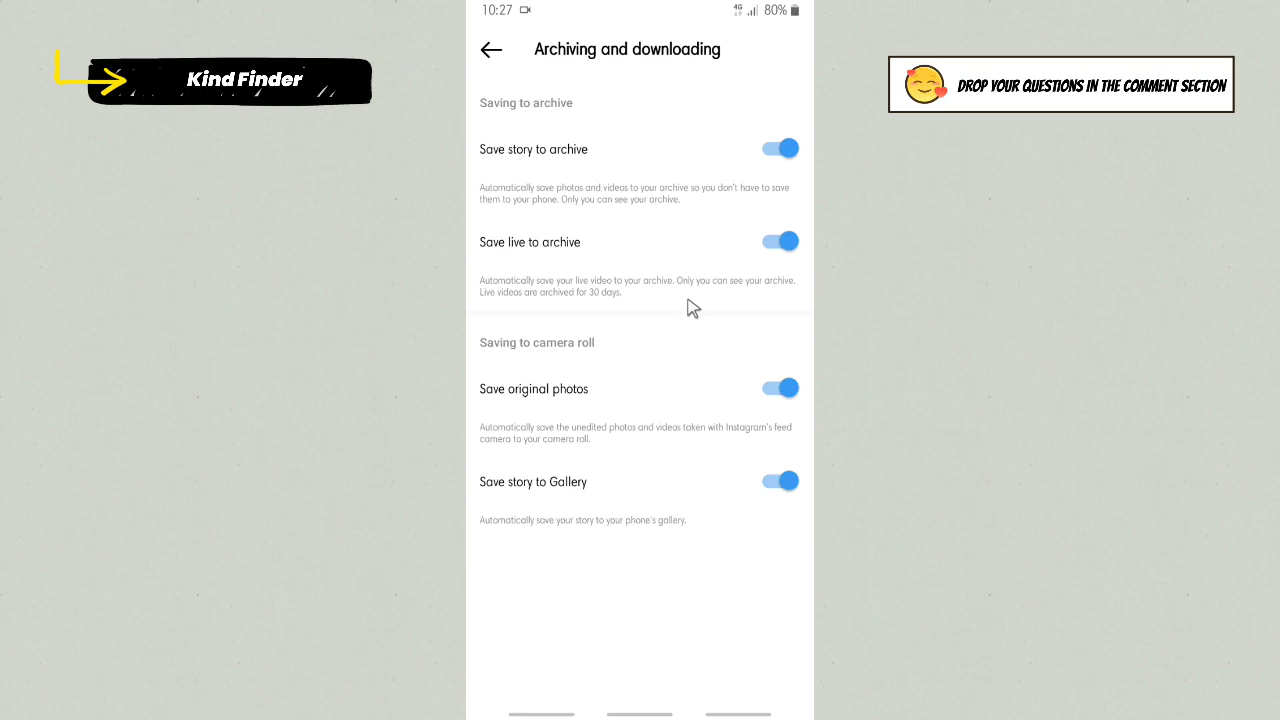 10:27
4G
80%
Kind Finder
DROP YOUR QUESTIONS IN THE COMMENT SECTION
Archiving and downloading
Saving to archive
Save story to archive
Automatically save photos and videos to your archive so you don't have to save
them to your phone. Only you can see your archive.
Save live to archive
Automatically save your live video to your archive. Only you can see your archive.
Live videos are archived for 30 days.
Saving to camera roll
Save original photos
Automatically save the unedited photos and videos taken with Instagram's feed
camera to your camera roll.
Save story to Gallery
Automatically save your story to your phone's gallery.